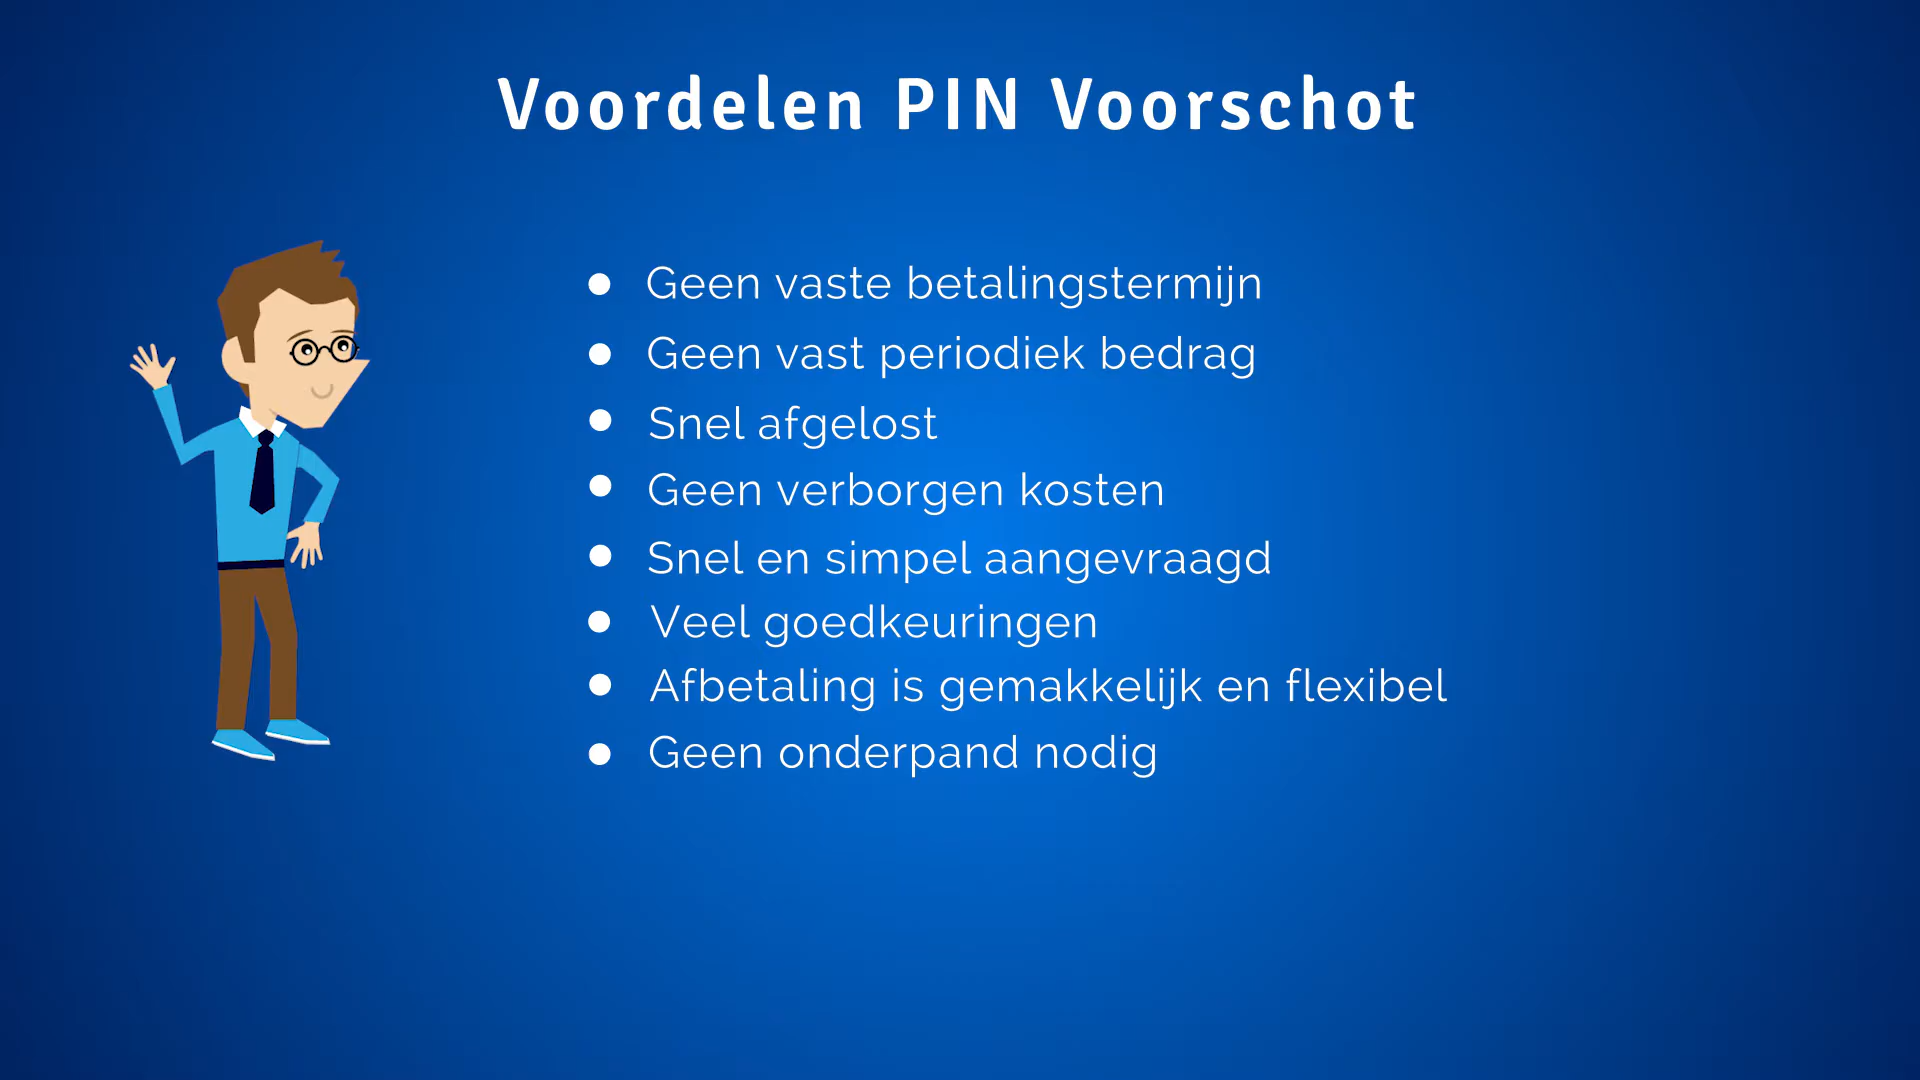 Voordelen PIN Voorschot
Geen vaste betalingstermijn
Geen vast periodiek bedrag
Snel afgelost
Geen verborgen kosten
Snel en simpel aangevraagd
Veel goedkeuringen
Afbetaling is gemakkelijk en flexibel
Geen onderpand nodig